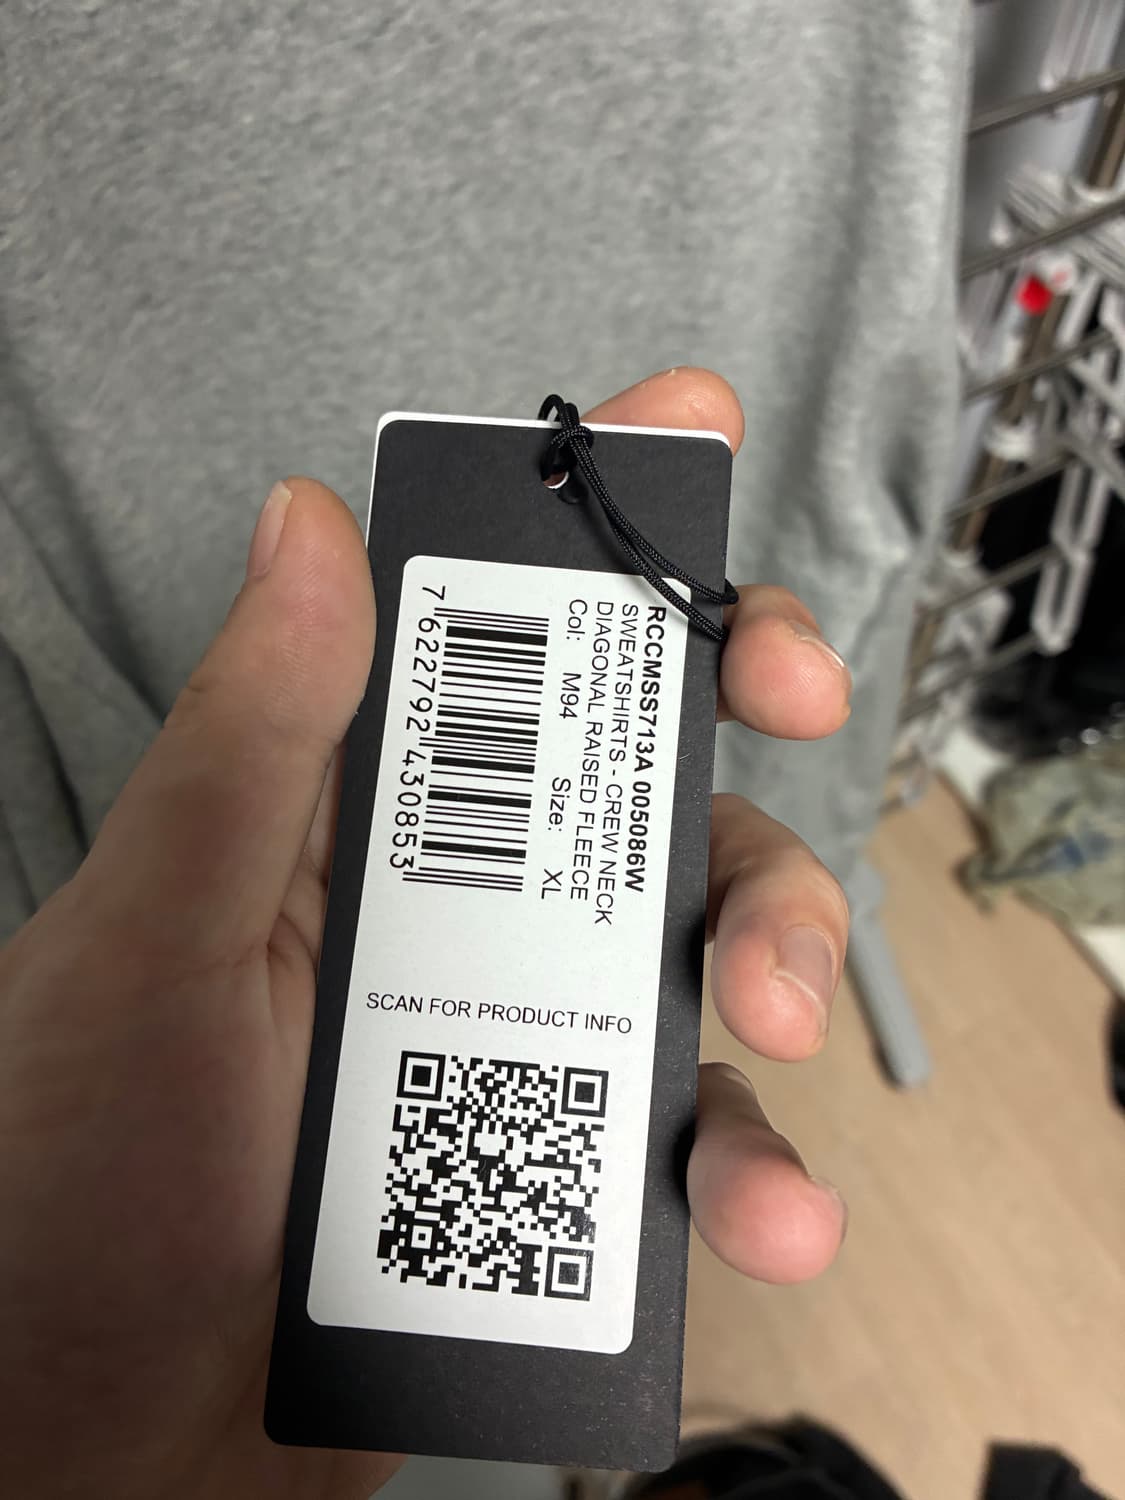 RCCMSS713A 005086W
SWEATSHIRTS - CREW NECK
DIAGONAL RAISED FLEECE
Col: M94 Size: XL
7 622792 430853
SCAN FOR PRODUCT INFO